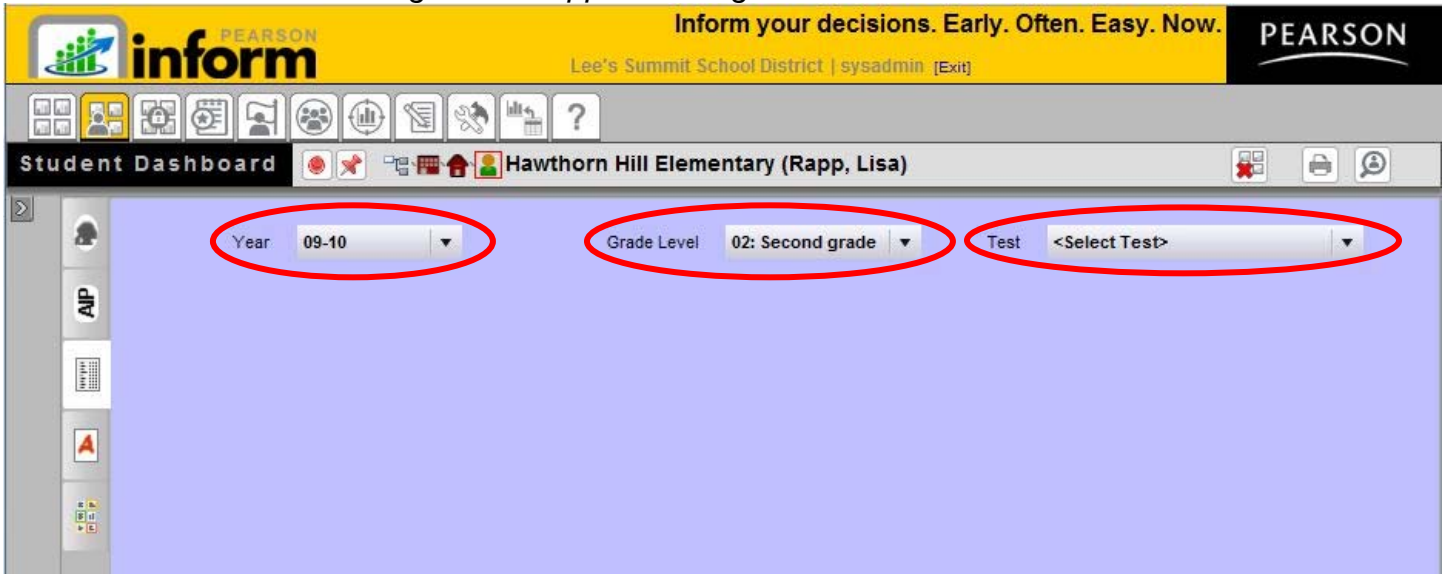 PEARSON
inform
Inform your decisions. Early. Often. Easy. Now.
Lee's Summit School District | sysadmin [Exit]
PEARSON
?
Student Dashboard
Hawthorn Hill Elementary (Rapp, Lisa)
>
Year 09-10 Grade Level 02: Second grade Test <Select Test>
AIP
A